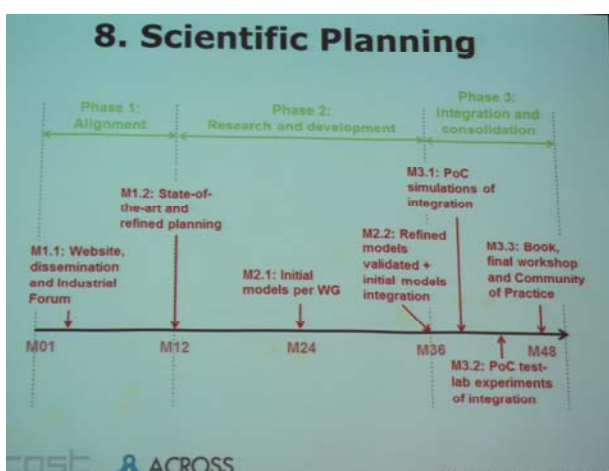 8. Scientific Planning
Phase 1:
Alignment
Phase 2:
Research and development
Phase 3:
Integration and
consolidation
M1.1: Website,
dissemination
and Industrial
Forum
M1.2: State-of-
the-art and
refined planning
M2.1: Initial
models per WG
M2.2: Refined
models
validated +
initial models
integration
M3.1: PoC
simulations of
integration
M3.3: Book,
final workshop
and Community
of Practice
M01
M12
M24
M36
M48
M3.2: PoC test-
lab experiments
of integration
cost
ACROSS